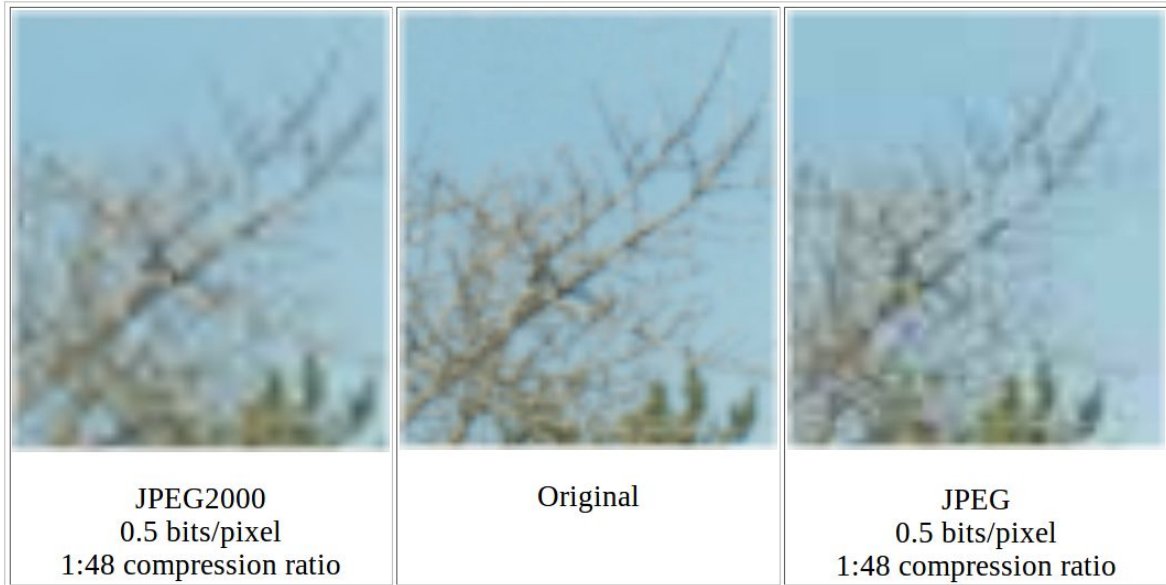 JPEG2000
0.5 bits/pixel
1:48 compression ratio
Original
JPEG
0.5 bits/pixel
1:48 compression ratio